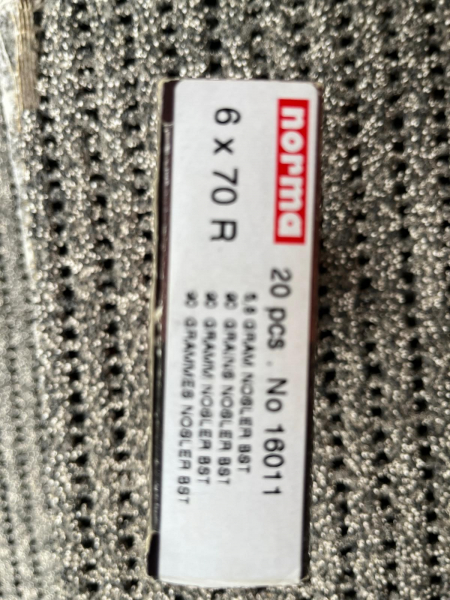 norma
6 x 70 R
20 pcs . No 16011
5,8 GRAM NOSLER BST
90 GRAINS NOSLER BST
90 GRAMM NOSLER BST
90 GRAMMES NOSLER BST